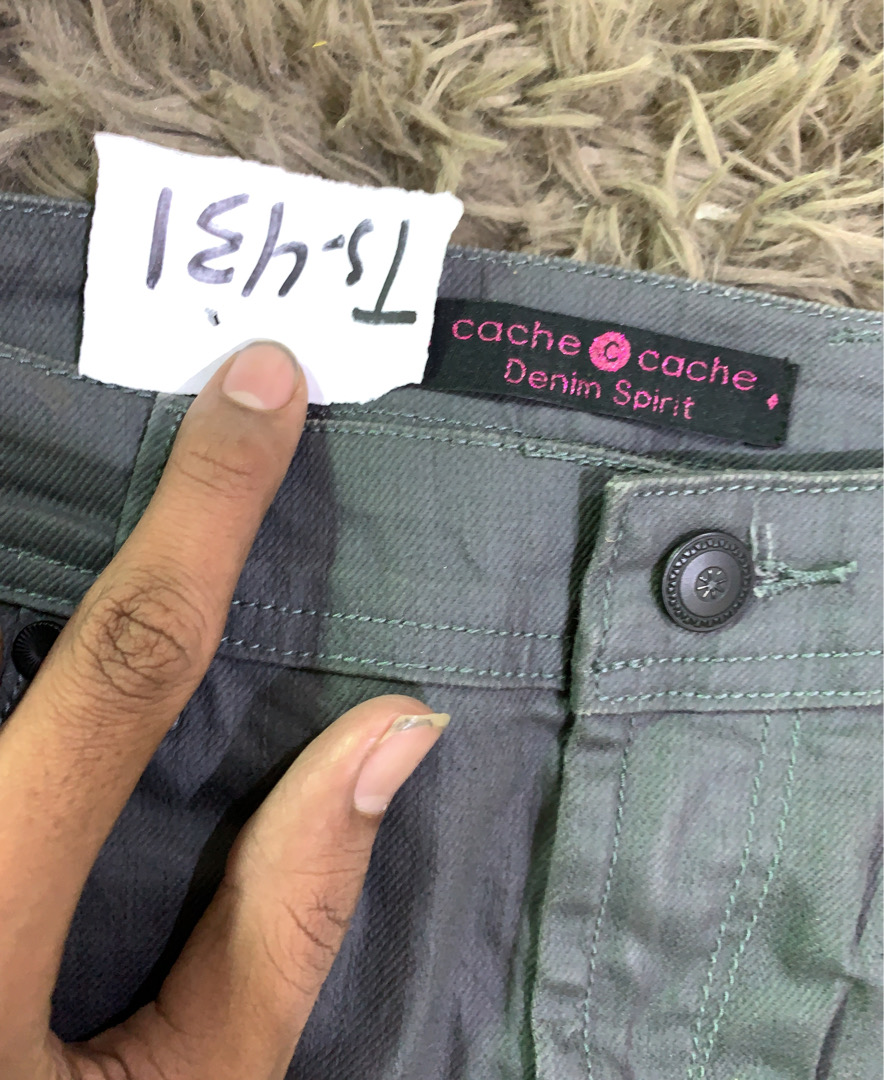 Ts-431
cache c cache
Denim Spirit